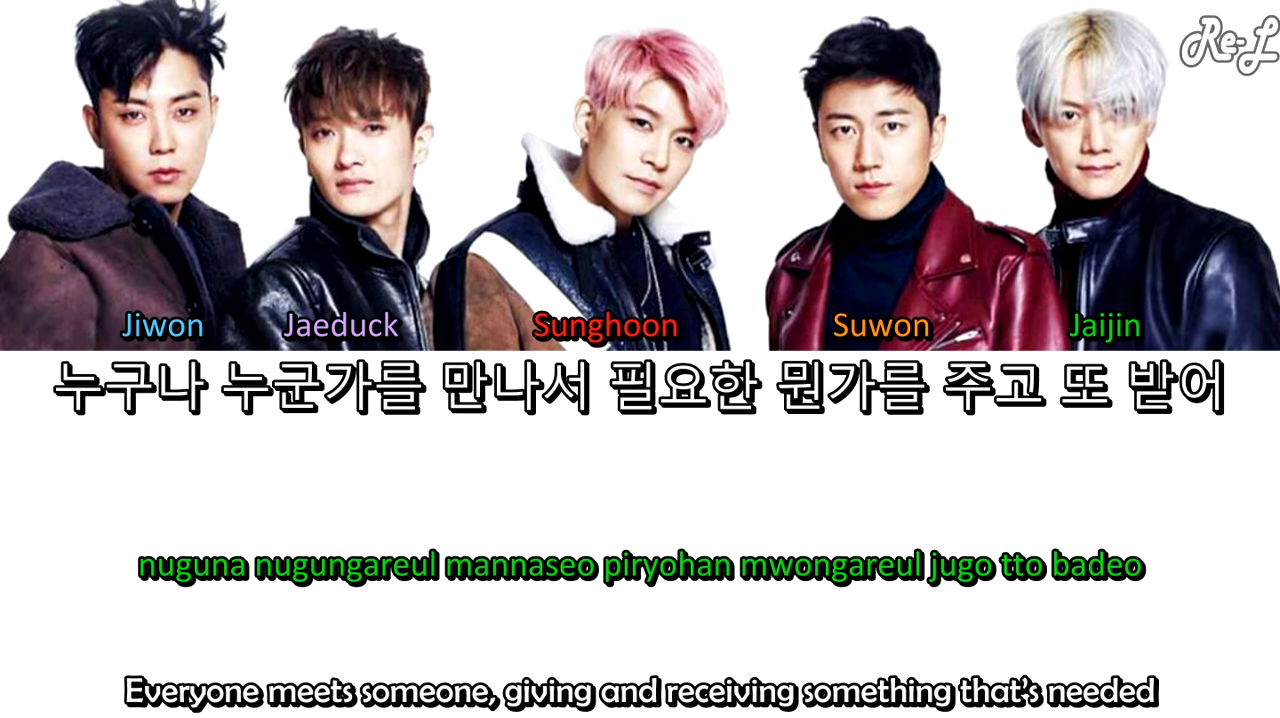 Re-L
Jiwon Jaeduck Sunghoon Suwon Jaijin
누구나 누군가를 만나서 필요한 뭔가를 주고 또 받어
nuguna nugungareul mannaseo piryohan mwongareul jugo tto badeo
Everyone meets someone, giving and receiving something that's needed